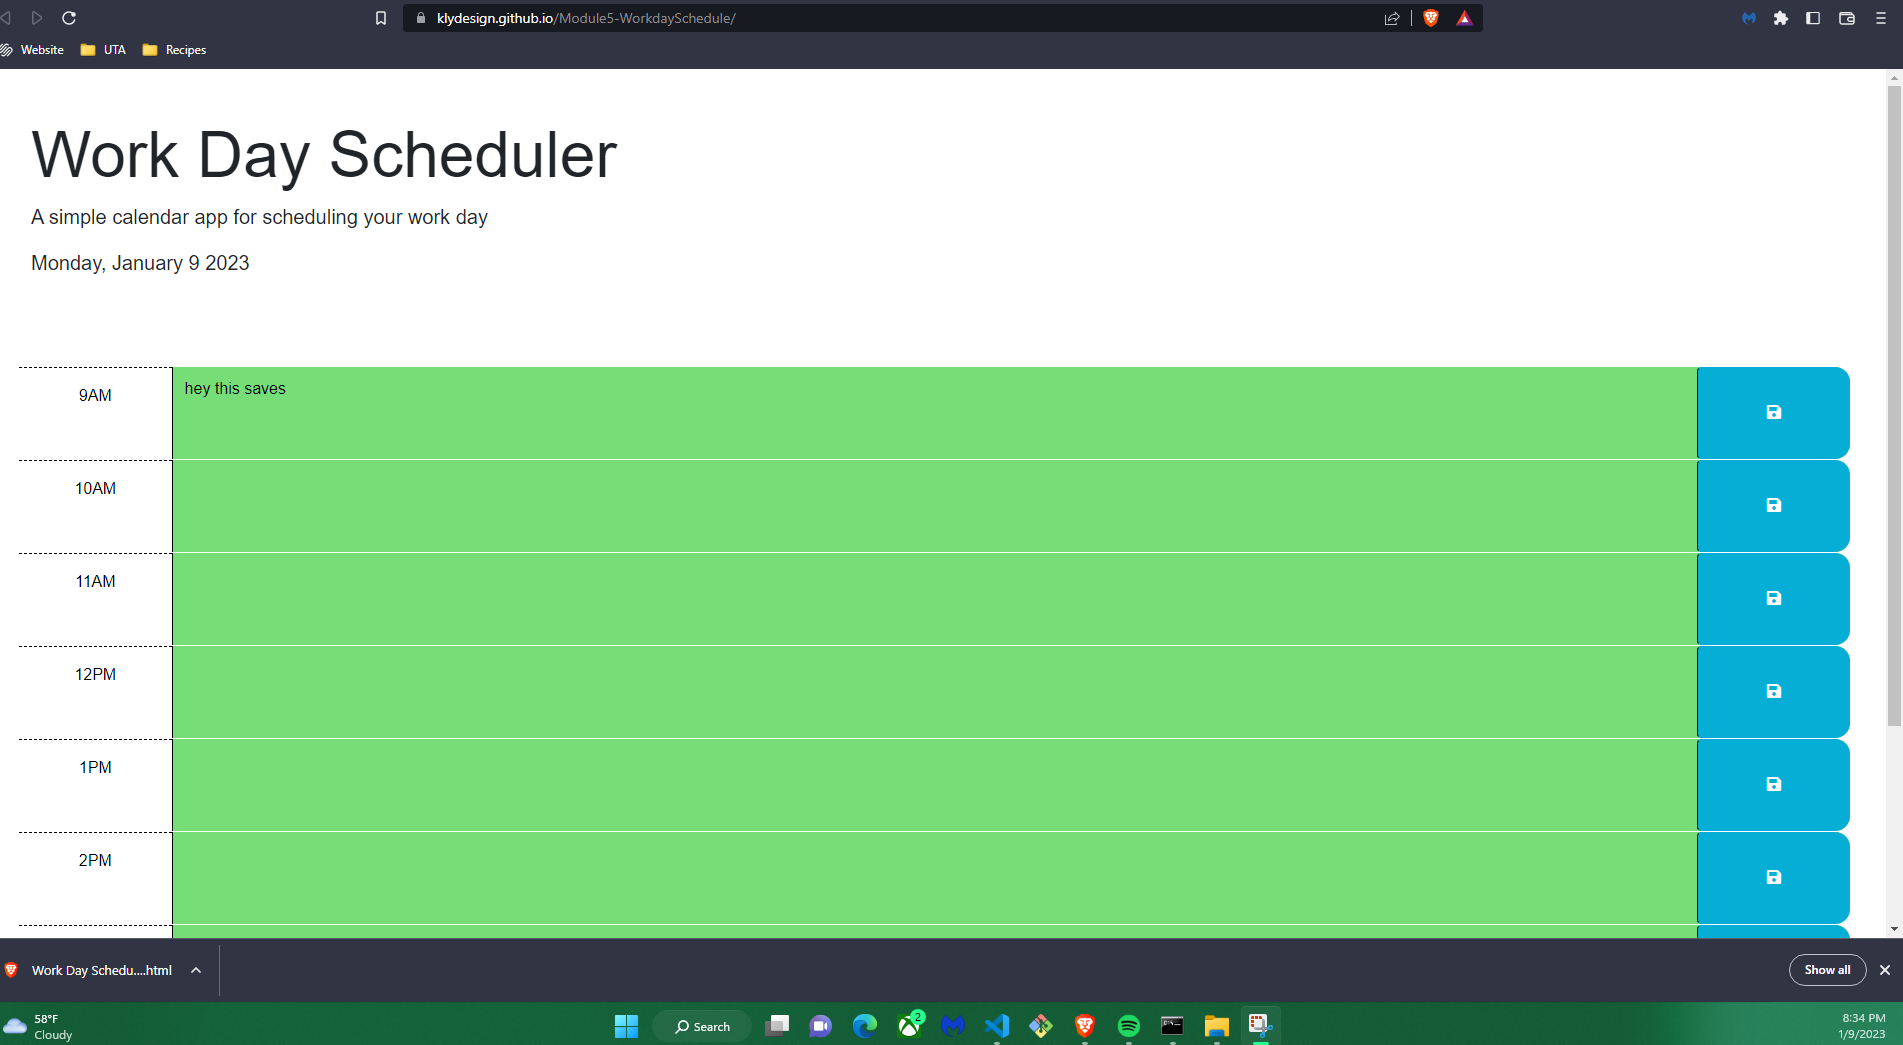 klydesign.github.io/Module5-WorkdaySchedule/
Website UTA Recipes
Work Day Scheduler
A simple calendar app for scheduling your work day
Monday, January 9 2023
9AM hey this saves
10AM
11AM
12PM
1PM
2PM
Work Day Schedu....html Show all
58°F
Cloudy
Search
2
8:34 PM
1/9/2023